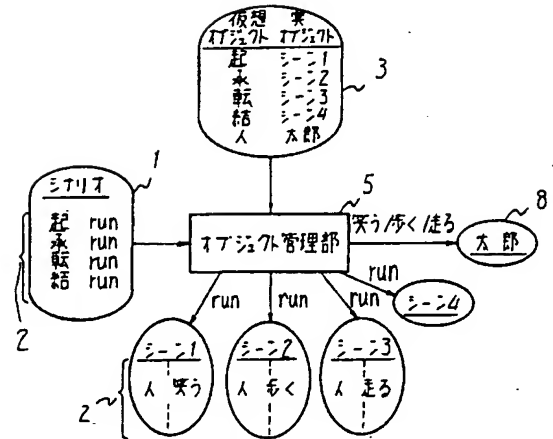 仮想 実
オブジェクト オブジェクト
起 シーン1
承 シーン2
転 シーン3
結 シーン4
人 太郎
3
1
シナリオ
起 run
承 run
転 run
結 run
2
5
オブジェクト管理部
笑う/歩く/走る
8
太郎
run
シーン4
run
run
run
シーン1
人 笑う
シーン2
人 歩く
シーン3
人 走る
2